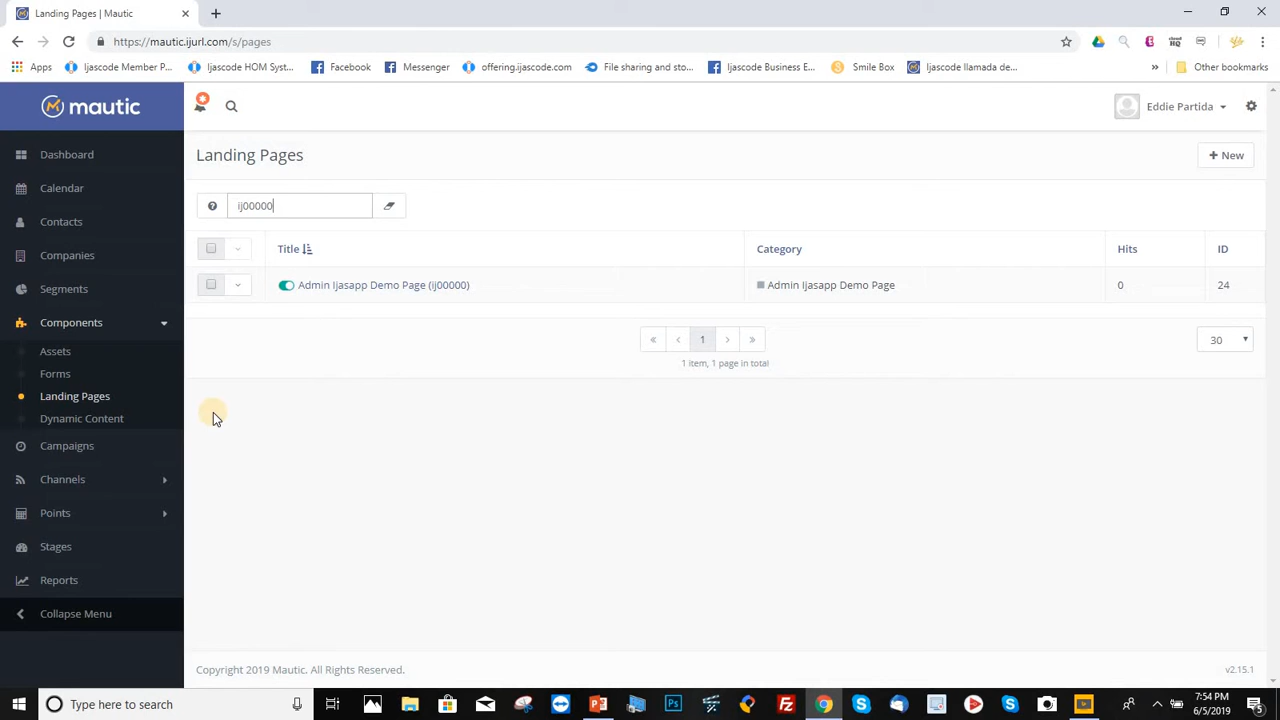 Landing Pages | Mautic
https://mautic.ijurl.com/s/pages
Apps
Ijascode Member P...
Ijascode HOM Syst...
Facebook
Messenger
offering.ijascode.com
File sharing and sto...
Ijascode Business E...
Smile Box
Ijascode llamada de...
»
Other bookmarks
mautic
Eddie Partida
Dashboard
Calendar
Contacts
Companies
Segments
Components
Assets
Forms
Landing Pages
Dynamic Content
Campaigns
Channels
Points
Stages
Reports
Collapse Menu
Landing Pages
+ New
ij00000
Title
Category
Hits
ID
Admin Ijasapp Demo Page (ij00000)
Admin Ijasapp Demo Page
0
24
« ‹ 1 › »
1 item, 1 page in total
30
Copyright 2019 Mautic. All Rights Reserved.
v2.15.1
Type here to search
7:54 PM
6/5/2019